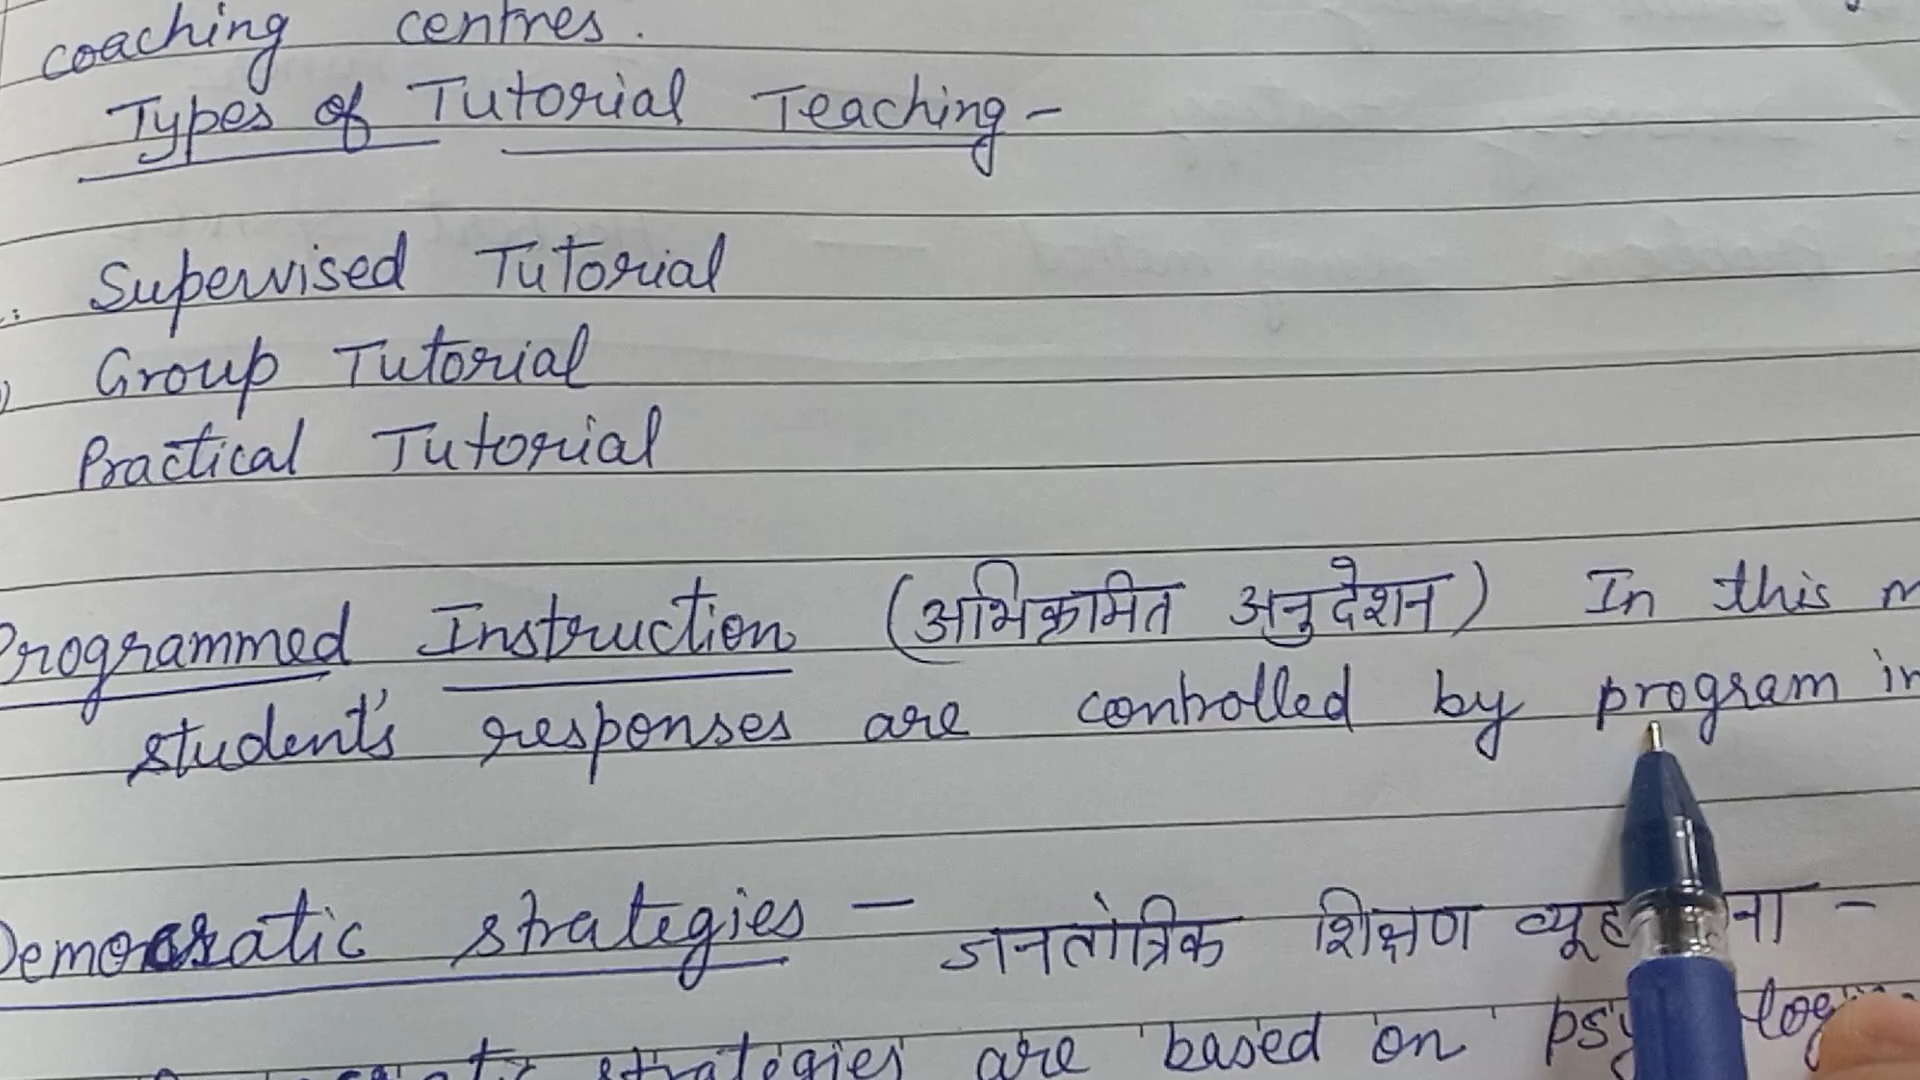 coaching centres.
Types of Tutorial Teaching -
Supervised Tutorial
Group Tutorial
Practical Tutorial
Programmed Instruction (अभिक्रमित अनुदेशन) In this
student's responses are controlled by program
Democratic strategies - जनतांत्रिक शिक्षण -
strategies are based on